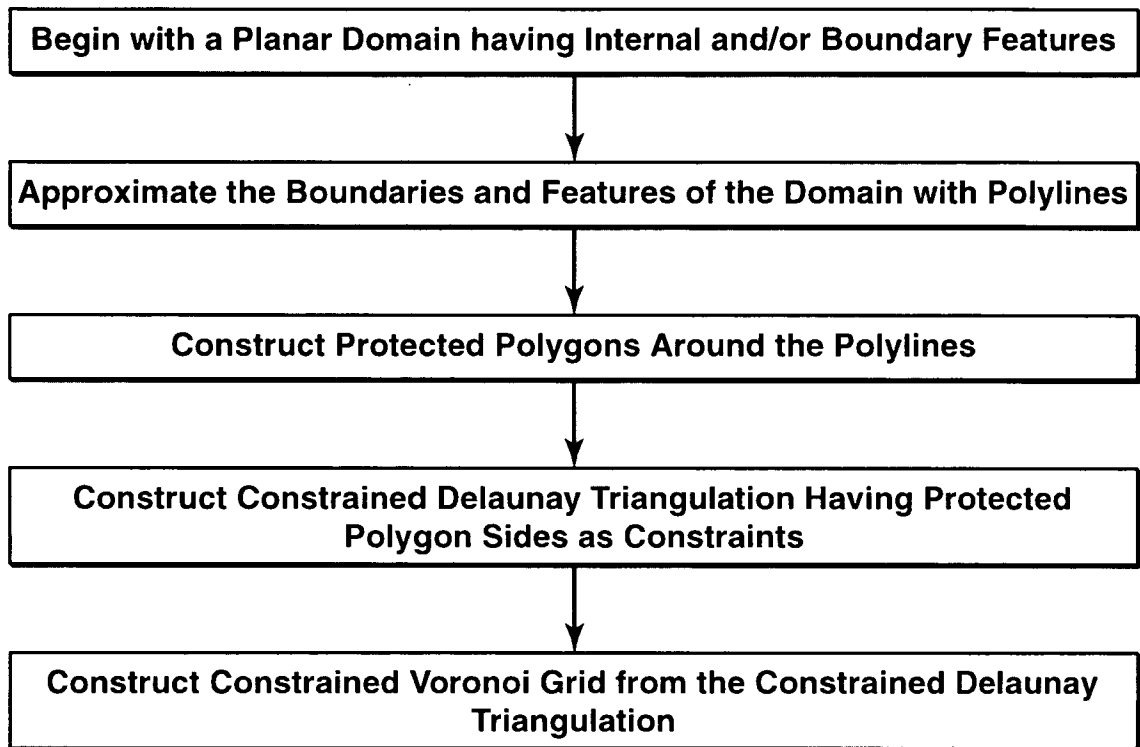 Begin with a Planar Domain having Internal and/or Boundary Features
Approximate the Boundaries and Features of the Domain with Polylines
Construct Protected Polygons Around the Polylines
Construct Constrained Delaunay Triangulation Having Protected
Polygon Sides as Constraints
Construct Constrained Voronoi Grid from the Constrained Delaunay
Triangulation